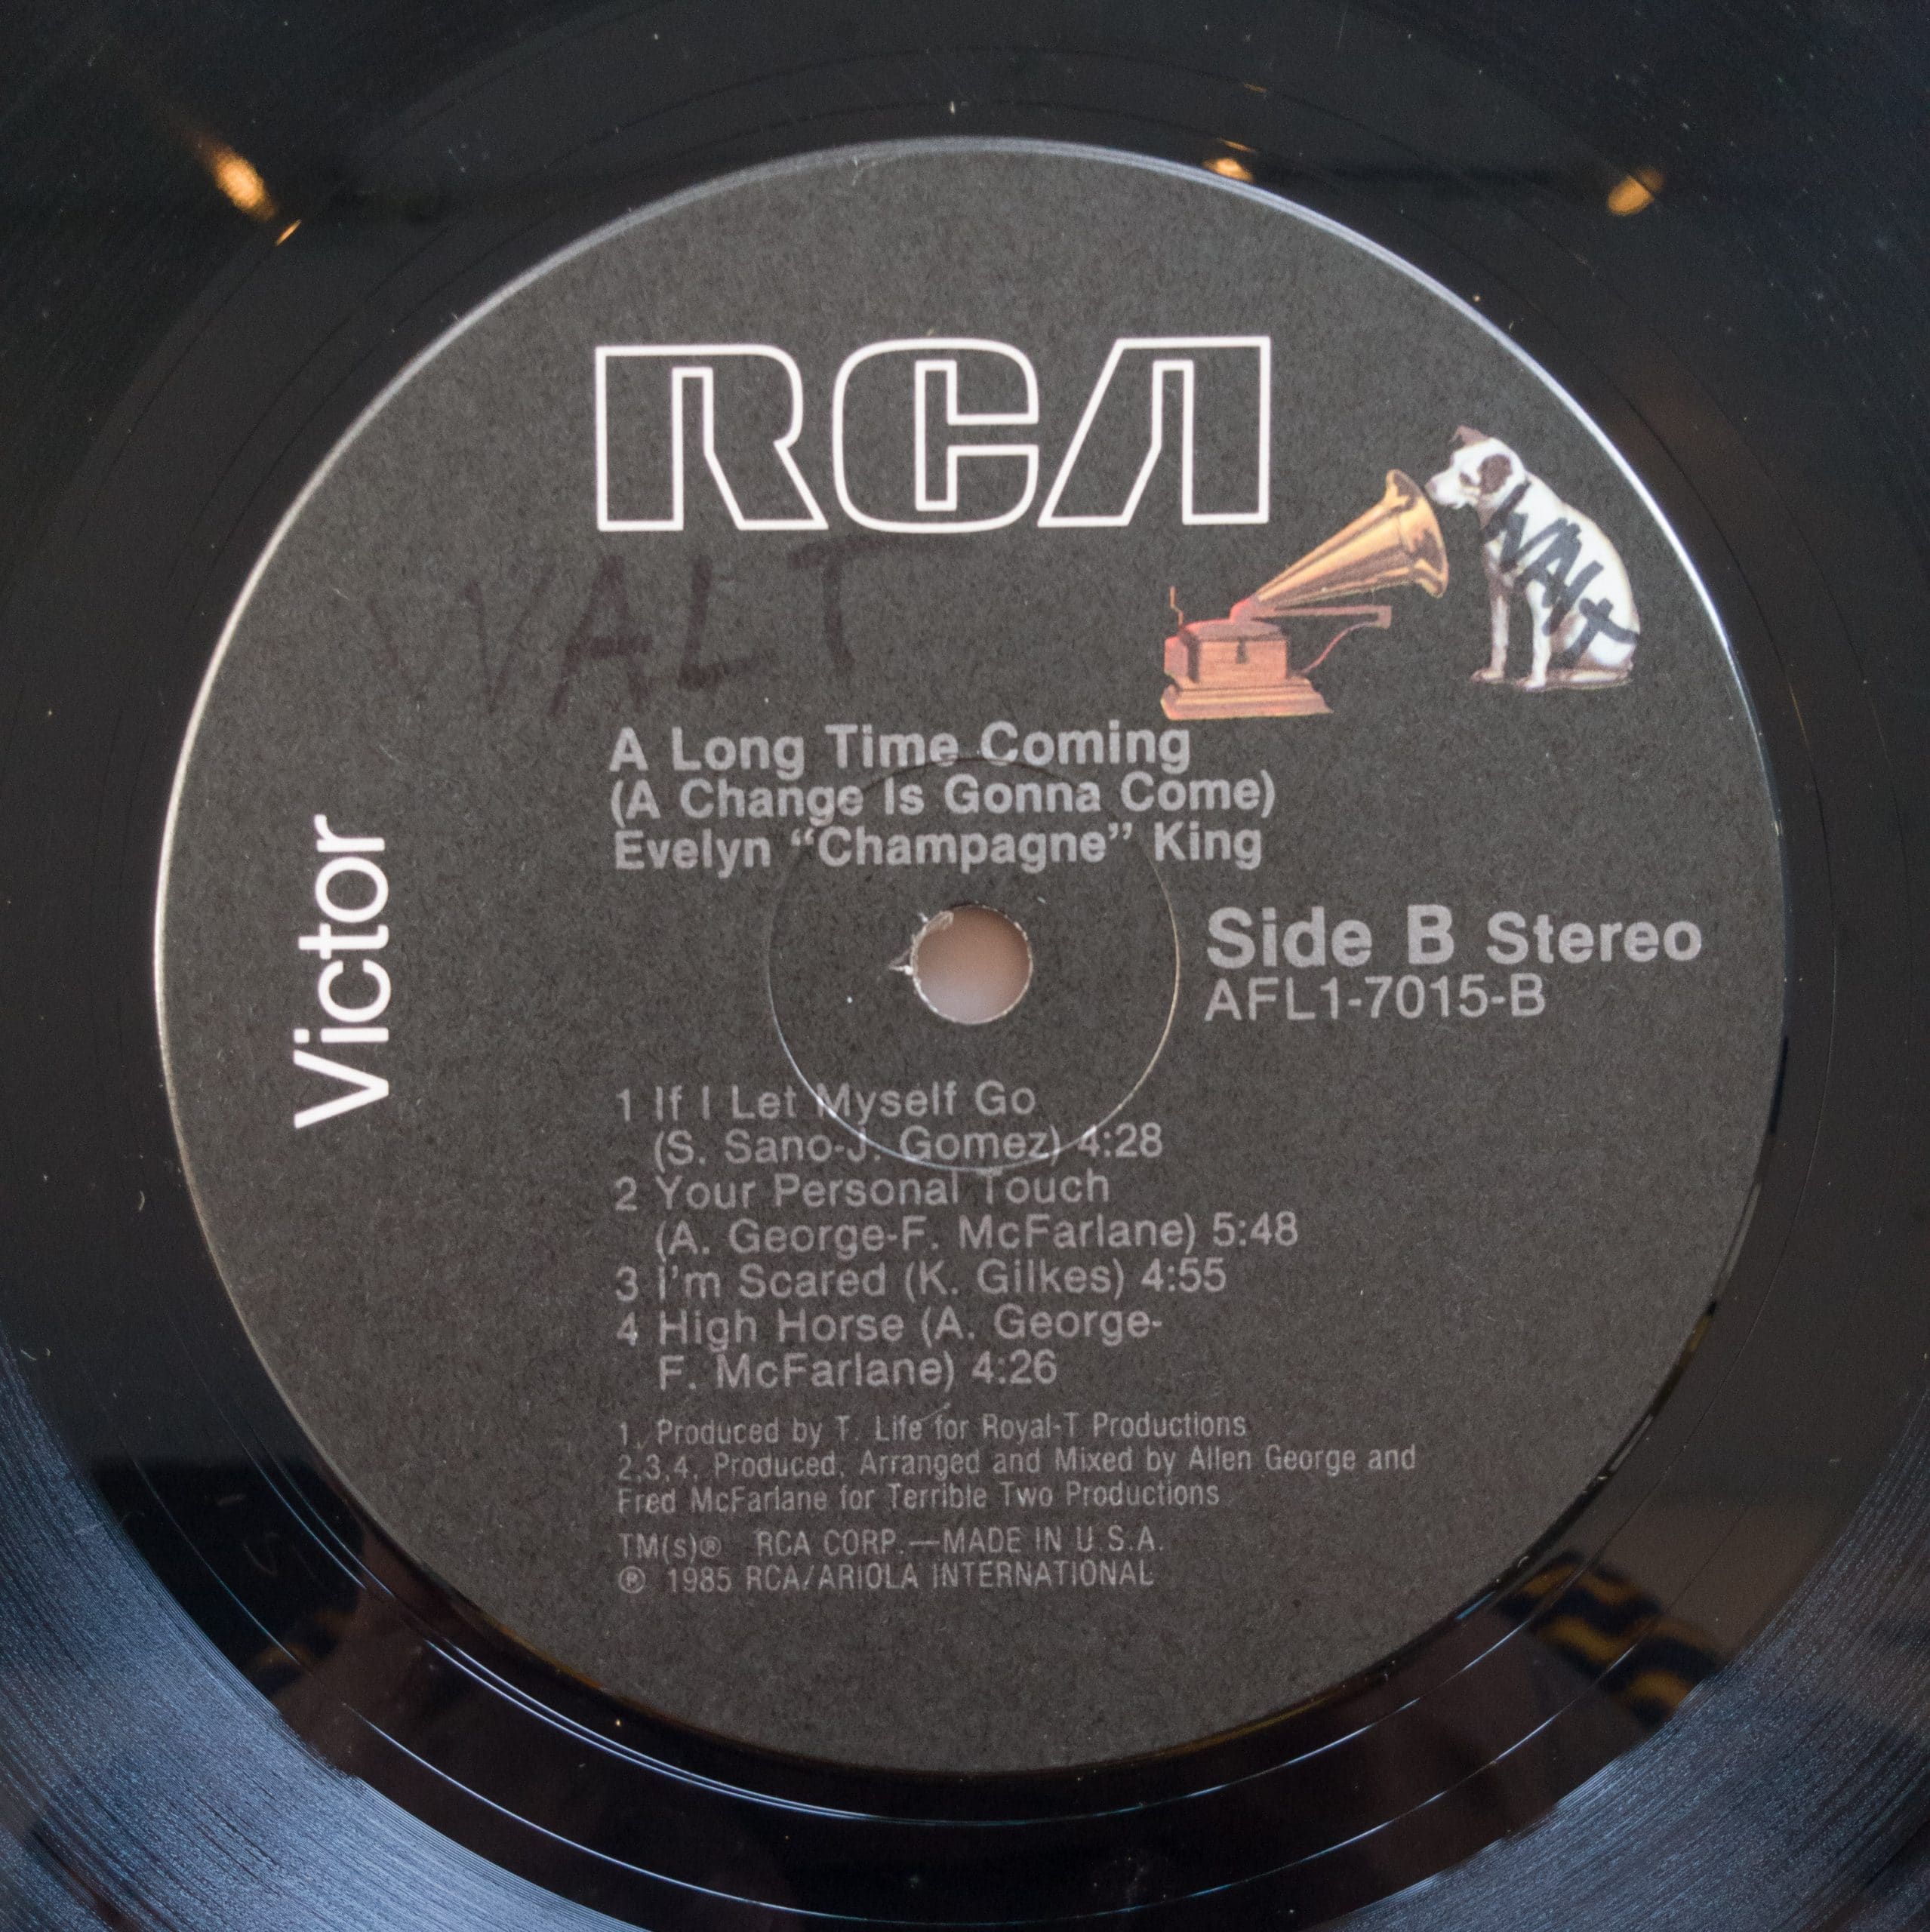 RCA
WALT
WALT
A Long Time Coming
(A Change Is Gonna Come)
Evelyn “Champagne” King
Victor
Side B Stereo
AFL1-7015-B
1 If I Let Myself Go
(S. Sano-J. Gomez) 4:28
2 Your Personal Touch
(A. George-F. McFarlane) 5:48
3 I'm Scared (K. Gilkes) 4:55
4 High Horse (A. George-
F. McFarlane) 4:26
1, Produced by T. Life for Royal-T Productions
2,3,4, Produced, Arranged and Mixed by Allen George and
Fred McFarlane for Terrible Two Productions
TM(s)® RCA CORP.—MADE IN U.S.A.
℗ 1985 RCA/ARIOLA INTERNATIONAL